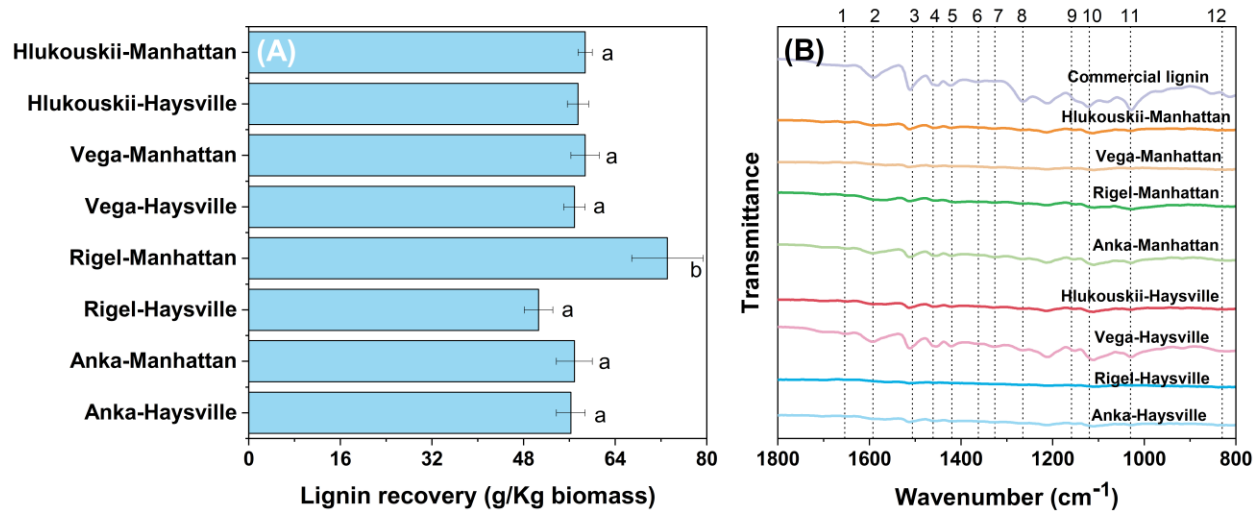 (A)
Hlukouskii-Manhattan
a
Hlukouskii-Haysville
Vega-Manhattan
a
Vega-Haysville
a
Rigel-Manhattan
b
Rigel-Haysville
a
Anka-Manhattan
a
Anka-Haysville
a
0 16 32 48 64 80
Lignin recovery (g/Kg biomass)
1 2 3 4 5 6 7 8 9 10 11 12
(B)
Commercial lignin
Hlukouskii-Manhattan
Vega-Manhattan
Rigel-Manhattan
Anka-Manhattan
Hlukouskii-Haysville
Vega-Haysville
Rigel-Haysville
Anka-Haysville
Transmittance
1800 1600 1400 1200 1000 800
Wavenumber (cm⁻¹)